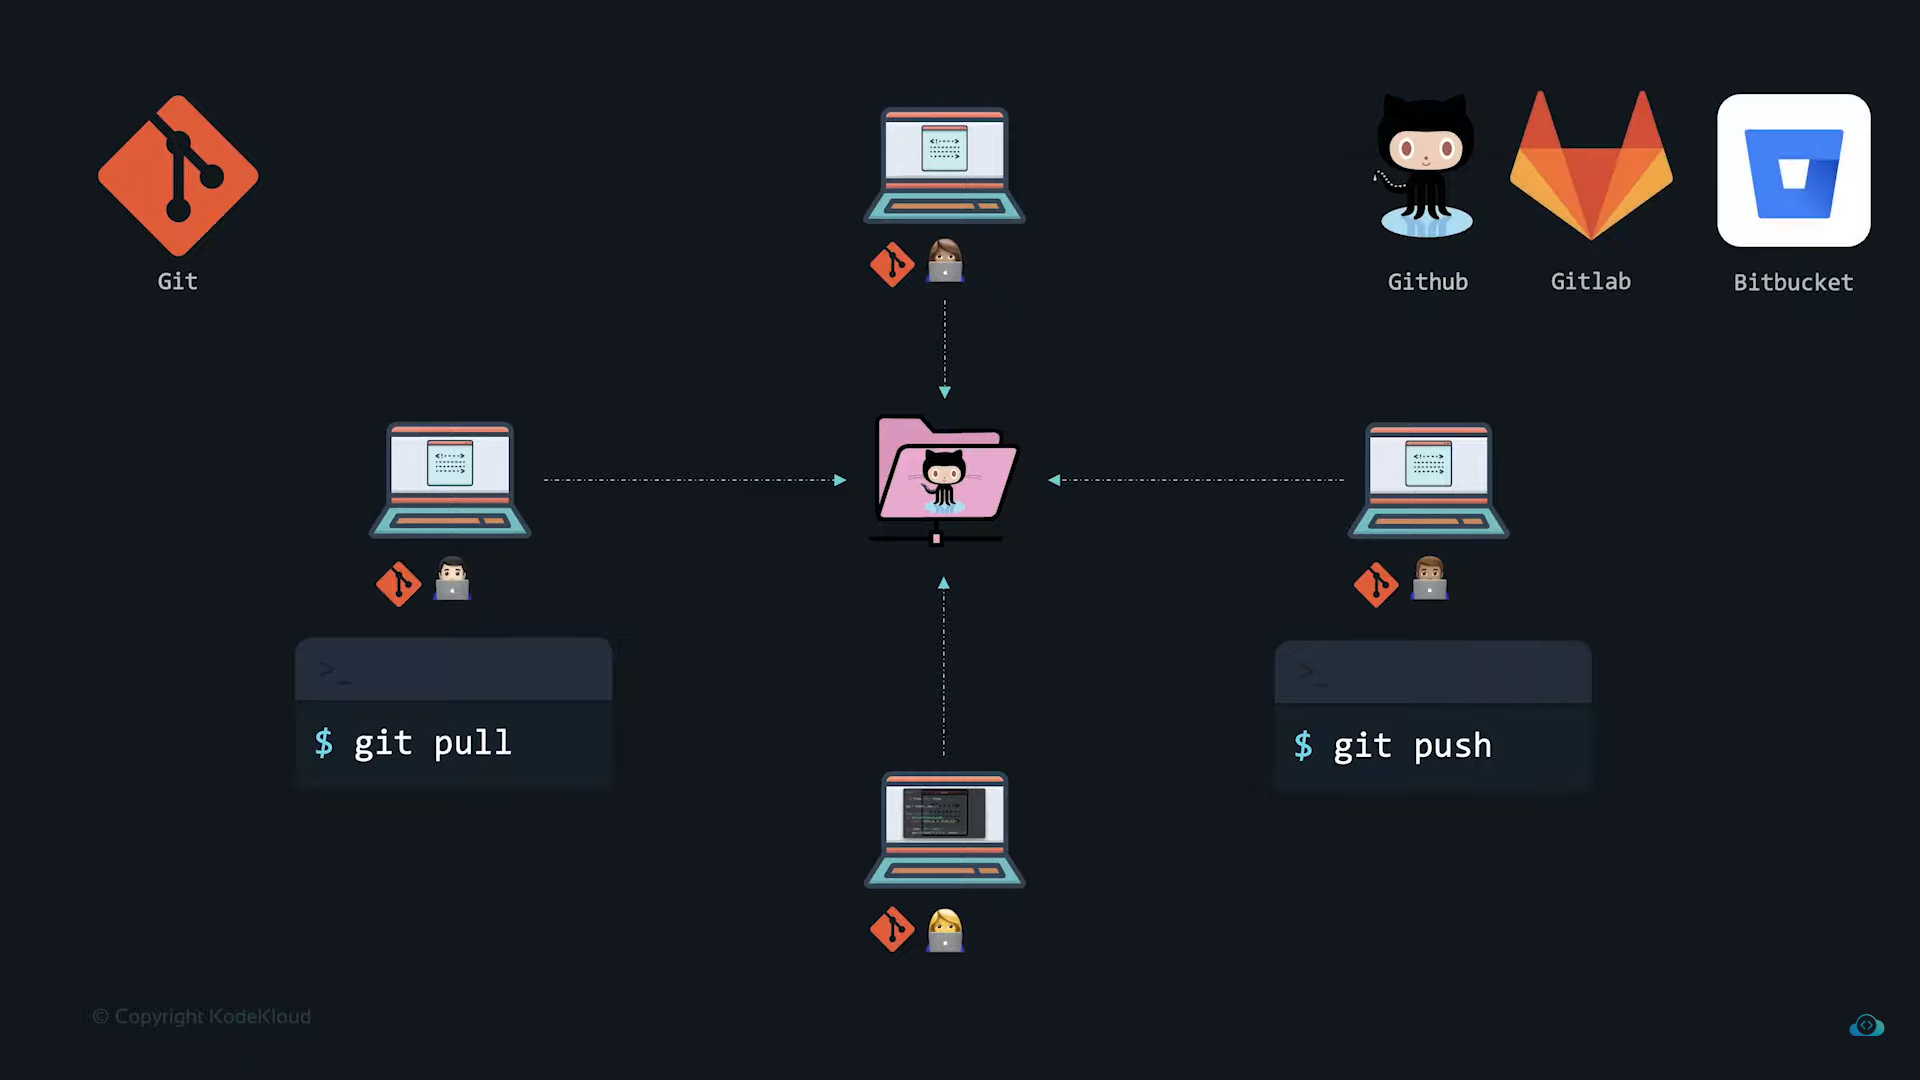 Git
Github
Gitlab
Bitbucket
>_
$ git pull
>_
$ git push
© Copyright KodeKloud